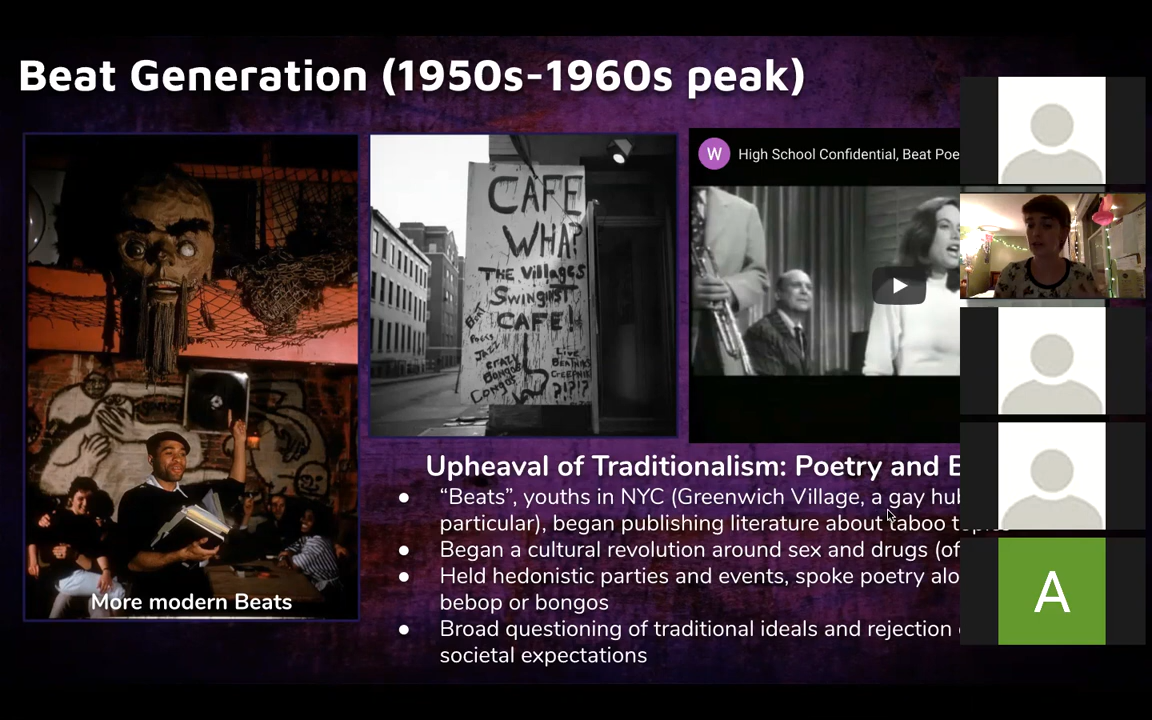 Beat Generation (1950s-1960s peak)
W
High School Confidential, Beat Poe
CAFE
WHA?
THE VillagES
SWINgiNST
CAFE!
JAZZ
CRAZY
BONGOS
CONGOS
LIVE
?!?!?
More modern Beats
Upheaval of Traditionalism: Poetry and
"Beats", youths in NYC (Greenwich Village, a gay hub
particular), began publishing literature about taboo topics
Began a cultural revolution around sex and drugs (of
Held hedonistic parties and events, spoke poetry alo
bebop or bongos
Broad questioning of traditional ideals and rejection
societal expectations
A